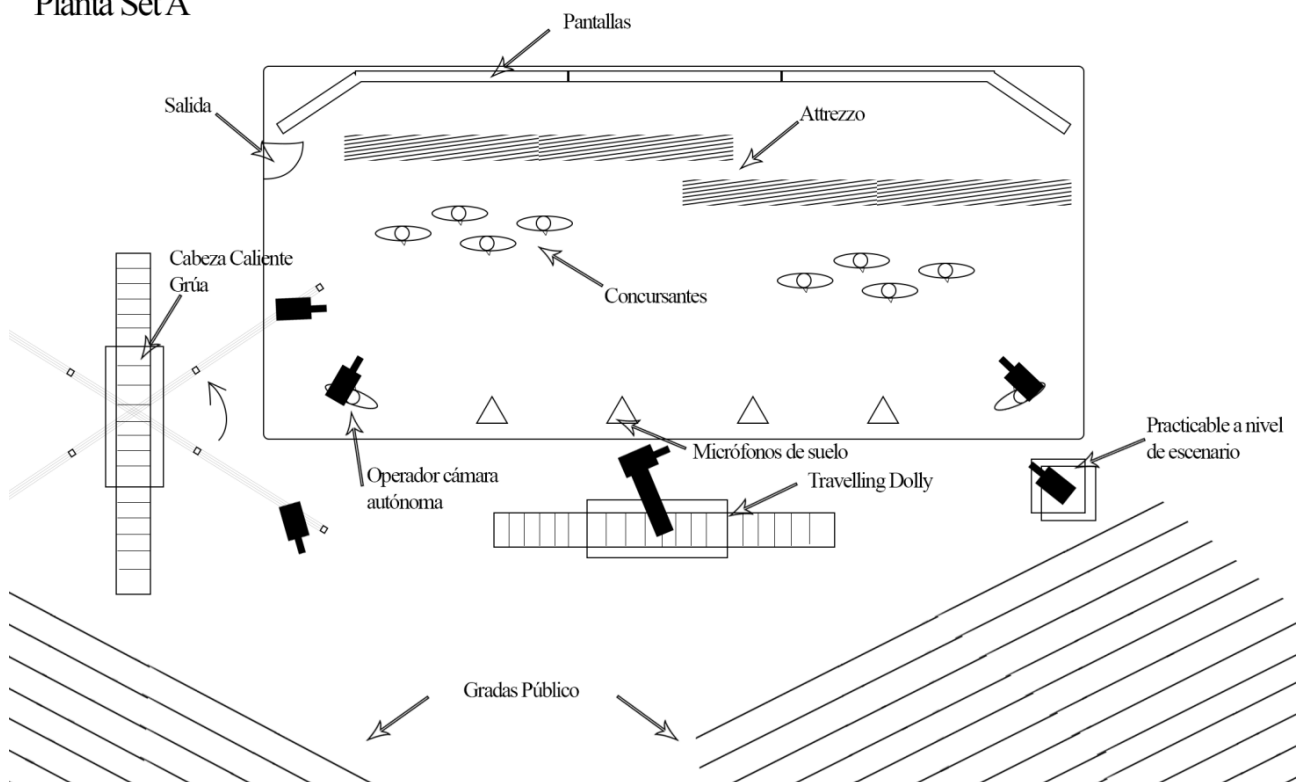 Planta Set A
Pantallas
Salida
Attrezzo
Cabeza Caliente
Grúa
Concursantes
Micrófonos de suelo
Practicable a nivel
de escenario
Operador cámara
autónoma
Travelling Dolly
Gradas Público